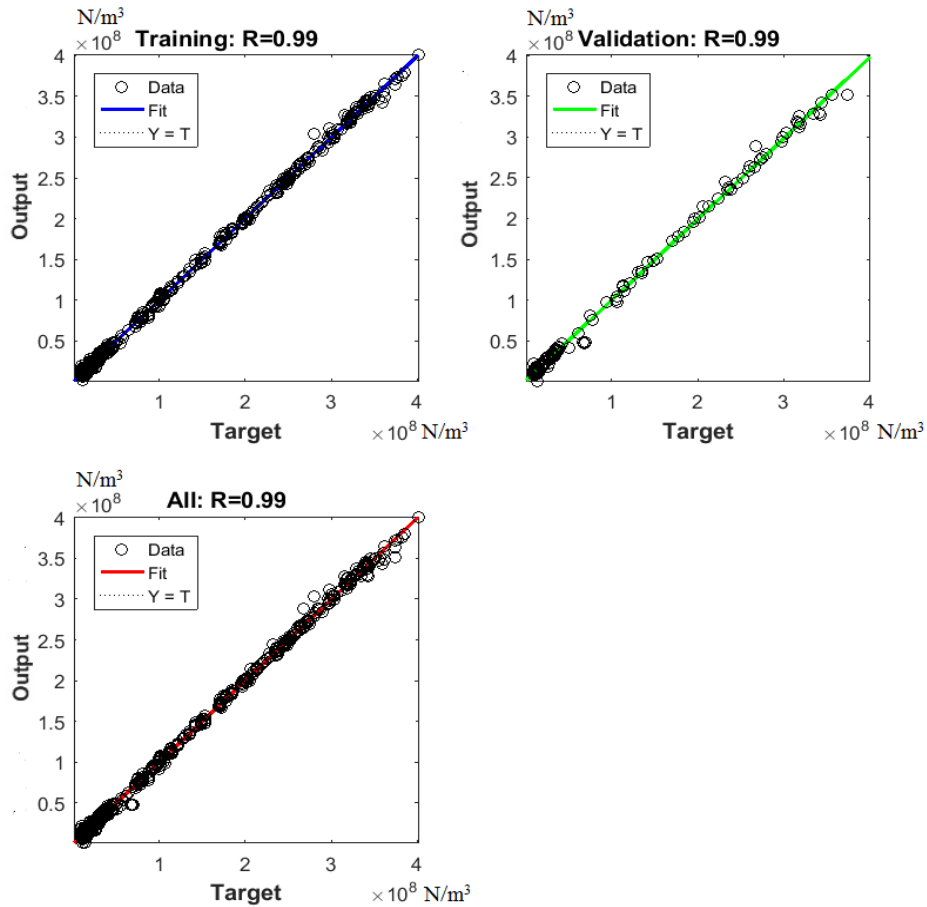 N/m³
×10⁸
Training: R=0.99
Output
4
3.5
3
2.5
2
1.5
1
0.5
Data
Fit
Y = T
1
2
3
4
Target
×10⁸ N/m³
N/m³
×10⁸
Validation: R=0.99
Output
4
3.5
3
2.5
2
1.5
1
0.5
Data
Fit
Y = T
1
2
3
4
Target
×10⁸ N/m³
N/m³
×10⁸
All: R=0.99
Output
4
3.5
3
2.5
2
1.5
1
0.5
Data
Fit
Y = T
1
2
3
4
Target
×10⁸ N/m³